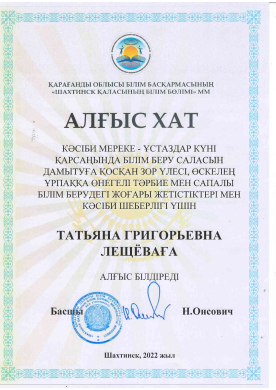 ҚАРАҒАНДЫ ОБЛЫСЫ БІЛІМ БАСҚАРМАСЫНЫҢ
«ШАХТИНСК ҚАЛАСЫНЫҢ БІЛІМ БӨЛІМІ» ММ
АЛҒЫС ХАТ
КӘСІБИ МЕРЕКЕ - ҰСТАЗДАР КҮНІ
ҚАРСАҢЫНДА БІЛІМ БЕРУ САЛАСЫН
ДАМЫТУҒА ҚОСҚАН ЗОР ҮЛЕСІ, ӨСКЕЛЕҢ
ҰРПАҚҚА ӨНЕГЕЛІ ТӘРБИЕ МЕН САПАЛЫ
БІЛІМ БЕРУДЕГІ ЖОҒАРЫ ЖЕТІСТІКТЕРІ МЕН
КӘСІБИ ШЕБЕРЛІГІ ҮШІН
ТАТЬЯНА ГРИГОРЬЕВНА
ЛЕЩЁВАҒА
АЛҒЫС БІЛДІРЕДІ
Басшы Н.Онсович
Шахтинск, 2022 жыл